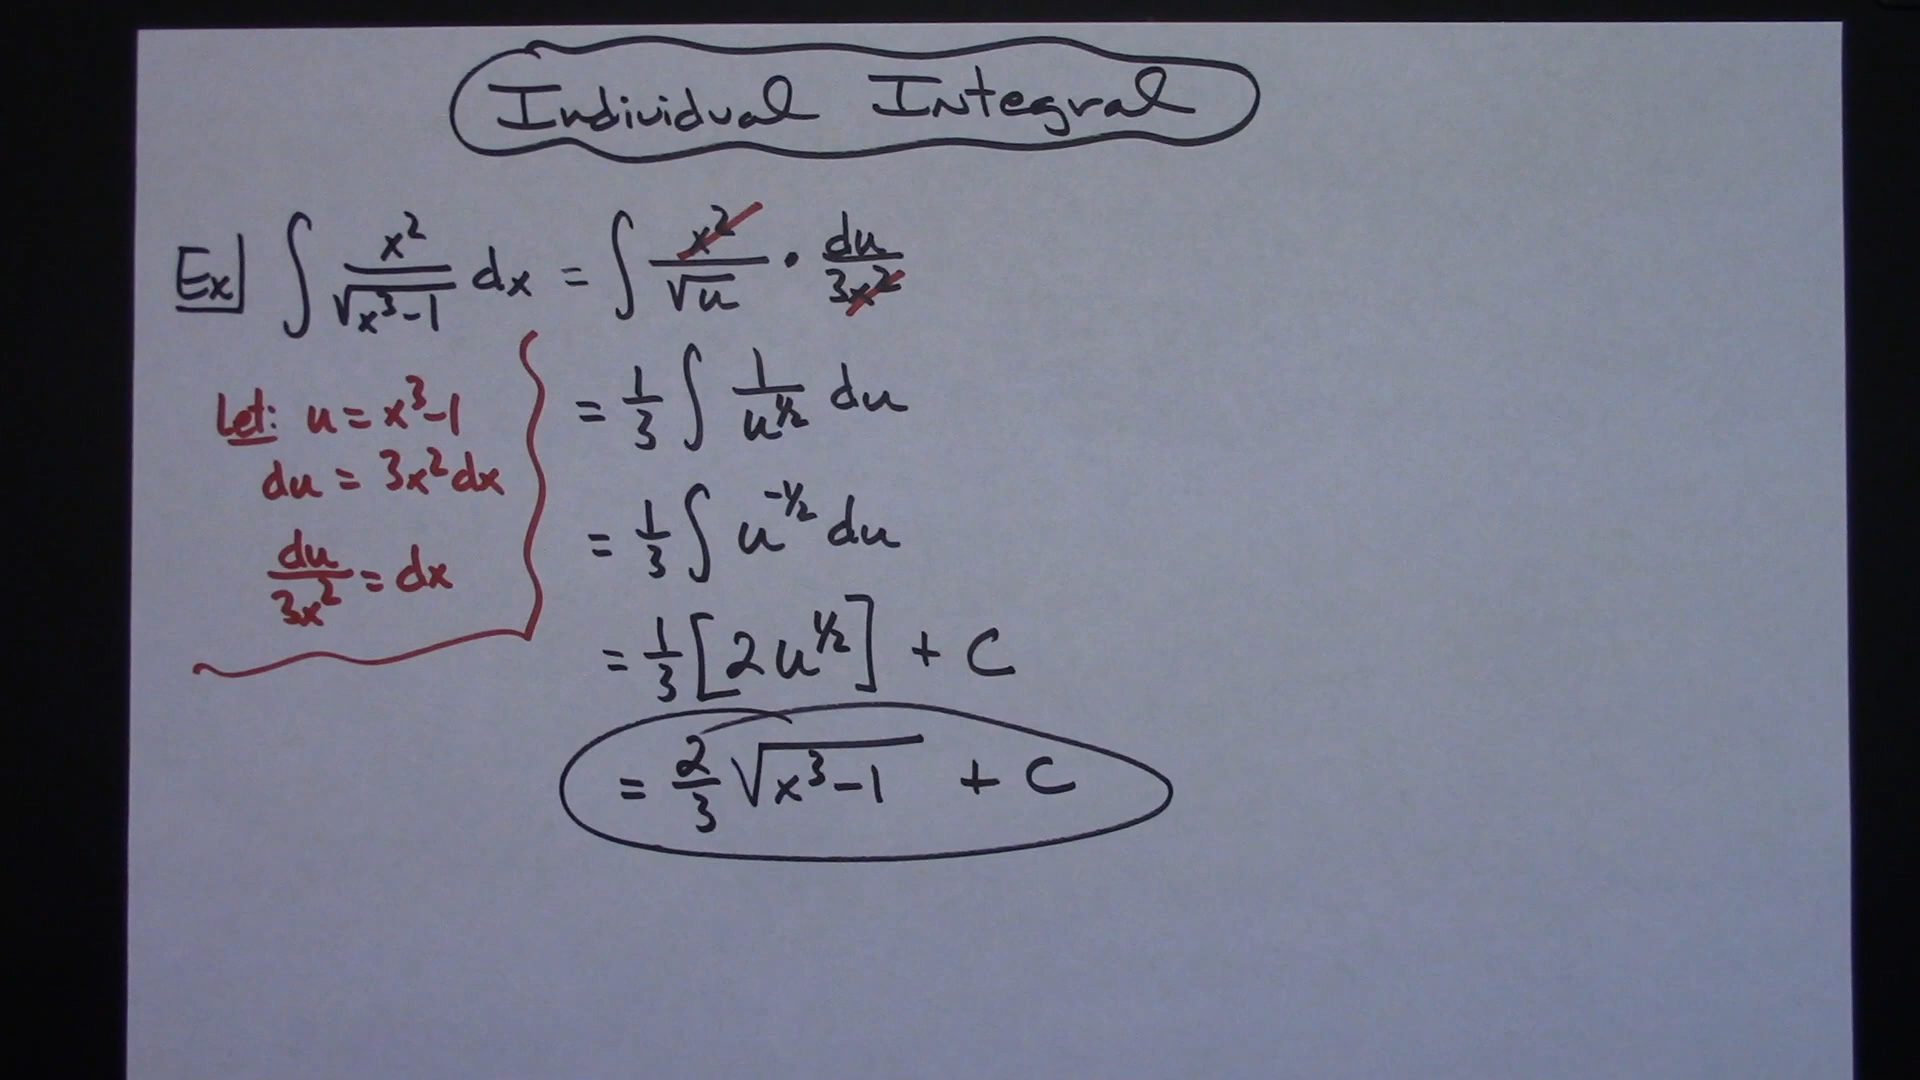 Individual Integral
Ex] ∫ x²/√(x³-1) dx = ∫ x²/√u · du/3x²
Let: u = x³-1
du = 3x²dx
du/3x² = dx
= 1/3 ∫ 1/u^½ du
= 1/3 ∫ u^-½ du
= 1/3 [2u^½] + C
= 2/3 √(x³-1) + C